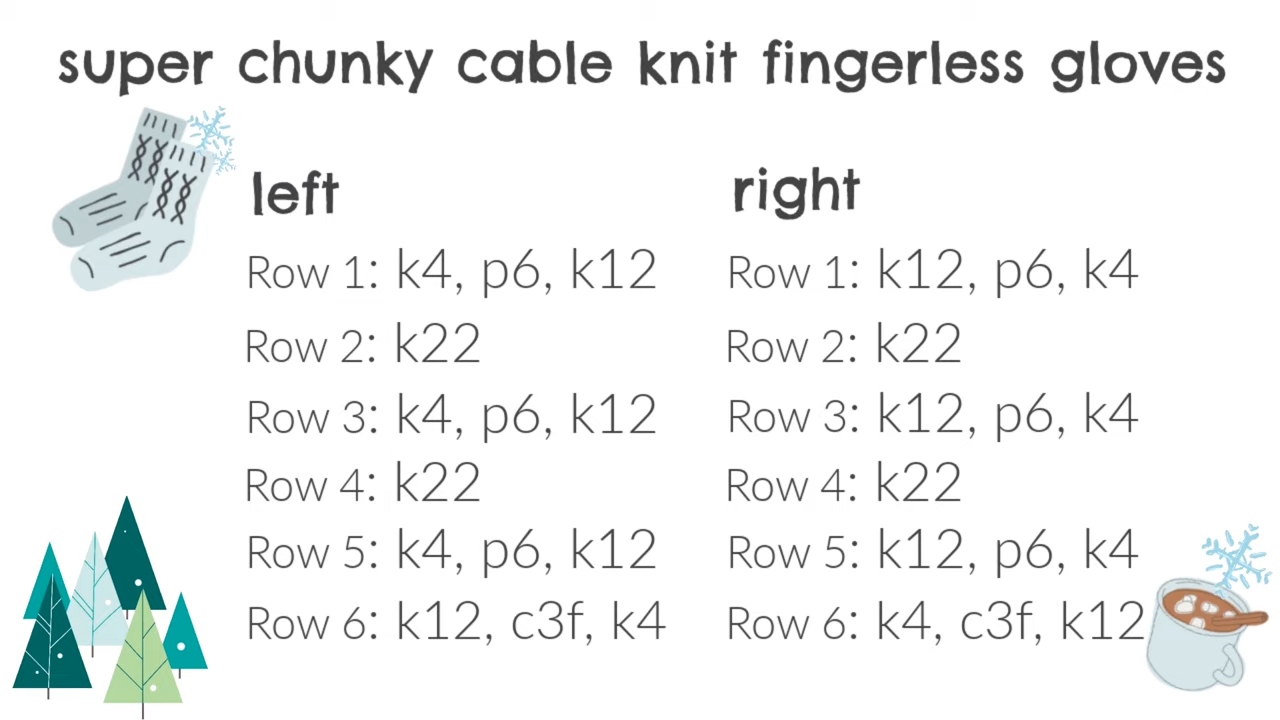 super chunky cable knit fingerless gloves
left
Row 1: k4, p6, k12
Row 2: k22
Row 3: k4, p6, k12
Row 4: k22
Row 5: k4, p6, k12
Row 6: k12, c3f, k4
right
Row 1: k12, p6, k4
Row 2: k22
Row 3: k12, p6, k4
Row 4: k22
Row 5: k12, p6, k4
Row 6: k4, c3f, k12